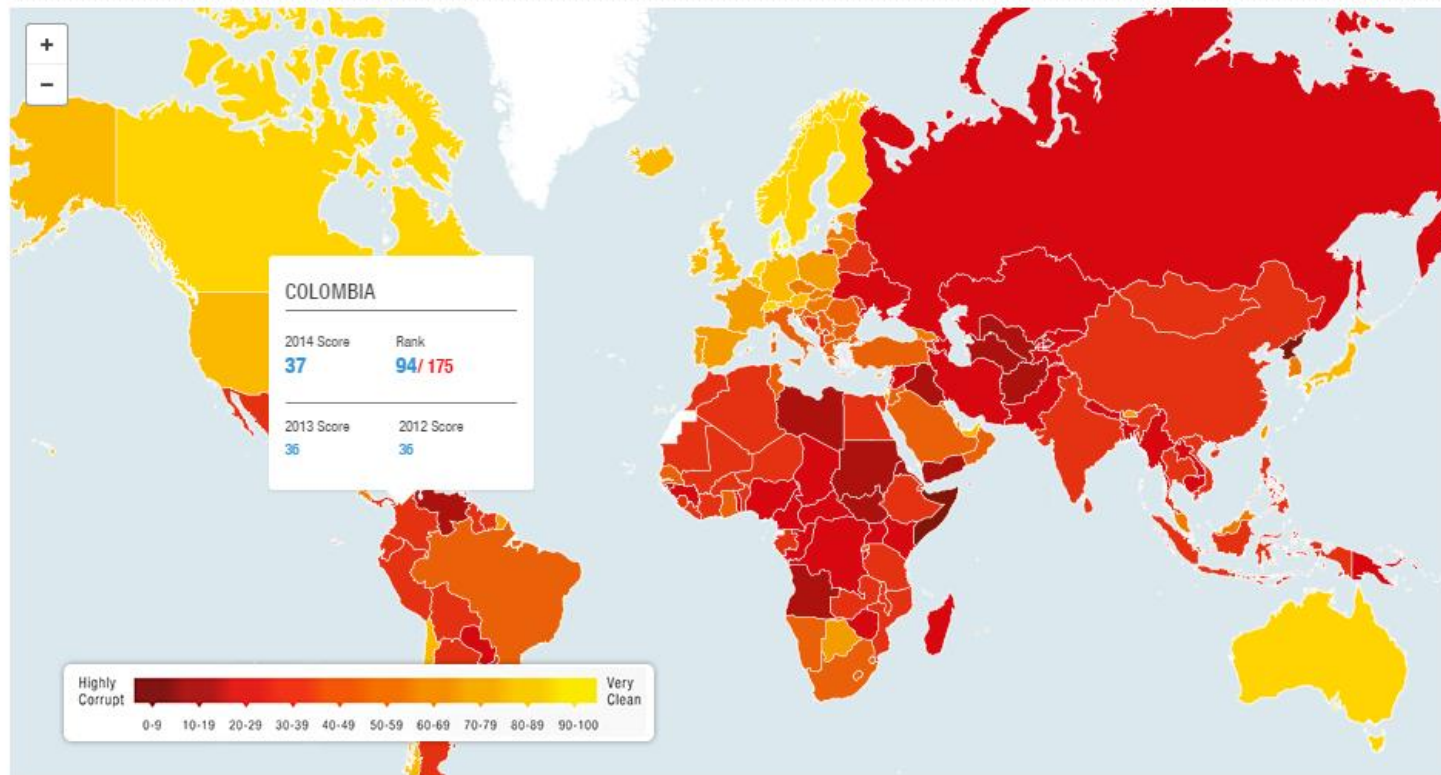 +
−
COLOMBIA
2014 Score Rank
37 94/ 175
2013 Score 2012 Score
36 36
Highly Corrupt
Very Clean
0-9 10-19 20-29 30-39 40-49 50-59 60-69 70-79 80-89 90-100